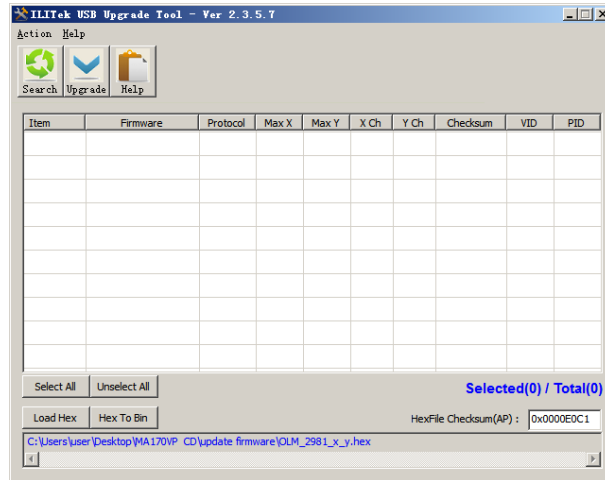 ILITek USB Upgrade Tool - Ver 2.3.5.7
Action Help
Search Upgrade Help
Item Firmware Protocol Max X Max Y X Ch Y Ch Checksum VID PID
Select All Unselect All Selected(0) / Total(0)
Load Hex Hex To Bin HexFile Checksum(AP) : 0x0000E0C1
C:\Users\user\Desktop\MA170VP CD\update firmware\OLM_2981_x_y.hex